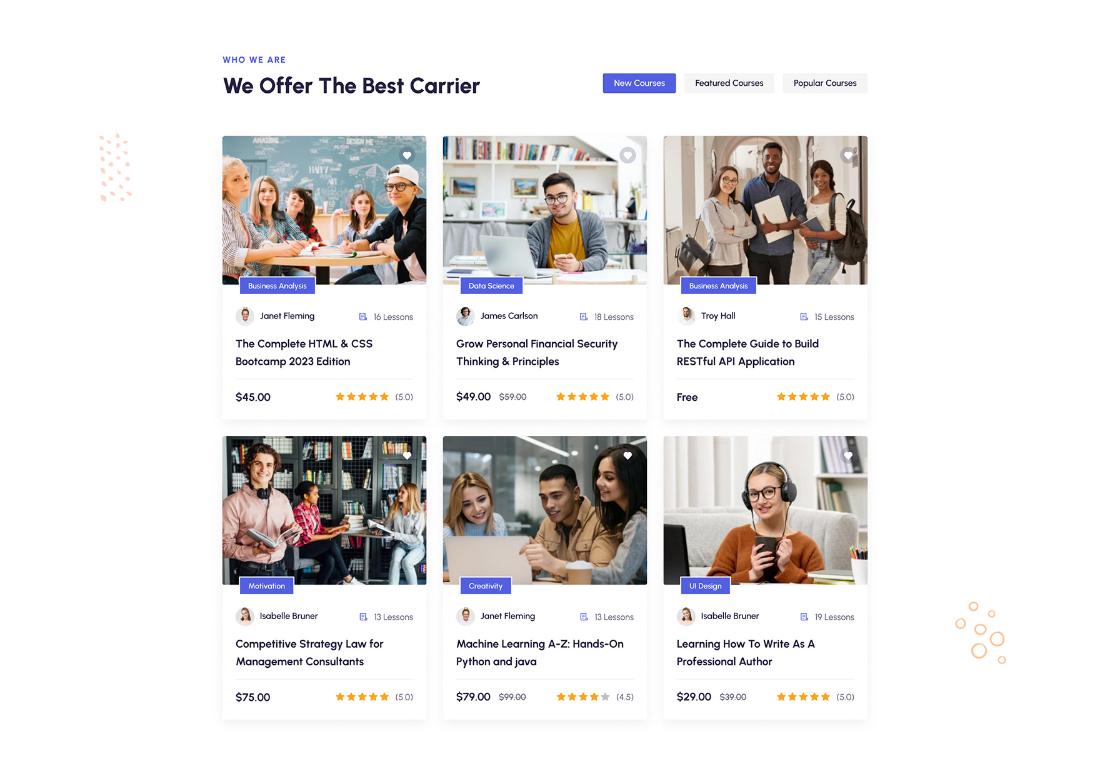 WHO WE ARE
We Offer The Best Carrier
New Courses
Featured Courses
Popular Courses
AMAZING
DESIGN ME
Business Analysis
Janet Fleming
16 Lessons
The Complete HTML & CSS
Bootcamp 2023 Edition
$45.00
(5.0)
Data Science
James Carlson
18 Lessons
Grow Personal Financial Security
Thinking & Principles
$49.00 $59.00
(5.0)
Business Analysis
Troy Hall
15 Lessons
The Complete Guide to Build
RESTful API Application
Free
(5.0)
Motivation
Isabelle Bruner
13 Lessons
Competitive Strategy Law for
Management Consultants
$75.00
(5.0)
Creativity
Janet Fleming
13 Lessons
Machine Learning A-Z: Hands-On
Python and java
$79.00 $99.00
(4.5)
UI Design
Isabelle Bruner
19 Lessons
Learning How To Write As A
Professional Author
$29.00 $39.00
(5.0)